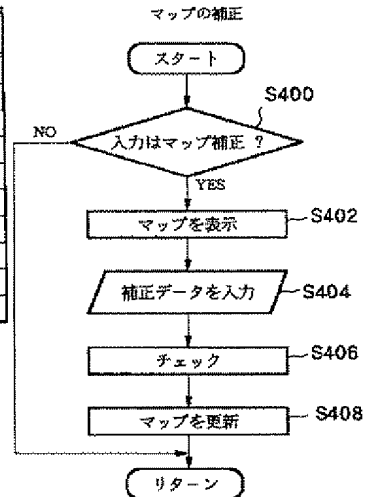 マップの補正
スタート
S400
入力はマップ補正 ?
NO
YES
マップを表示
S402
補正データを入力
S404
チェック
S406
マップを更新
S408
リターン